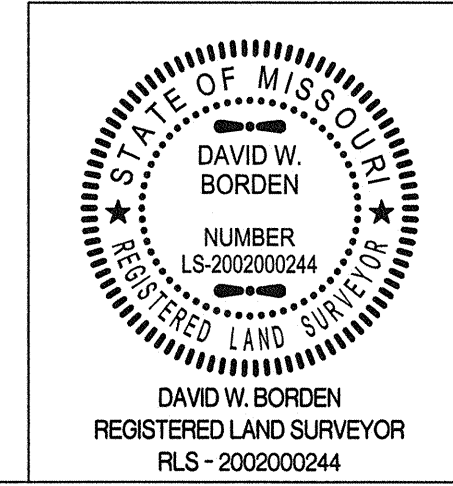 STATE OF MISSOURI
DAVID W.
BORDEN
NUMBER
LS-2002000244
REGISTERED LAND SURVEYOR
DAVID W. BORDEN
REGISTERED LAND SURVEYOR
RLS - 2002000244